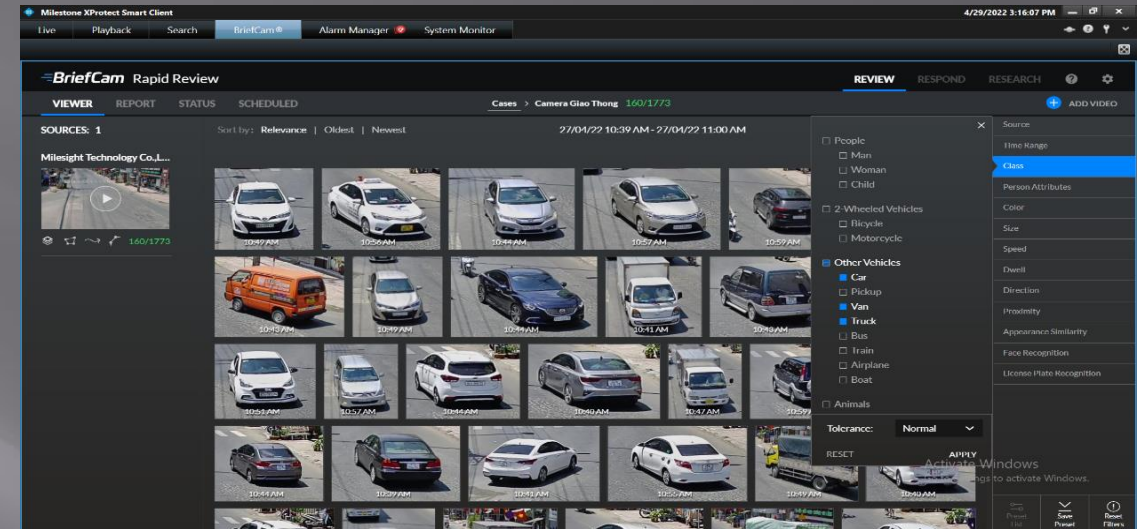 Milestone XProtect Smart Client
4/29/2022 3:16:07 PM
Live Playback Search BriefCam® Alarm Manager System Monitor
BriefCam Rapid Review
REVIEW RESPOND RESEARCH
VIEWER REPORT STATUS SCHEDULED
Cases > Camera Giao Thong 160/1773
ADD VIDEO
SOURCES: 1
Sort by: Relevance | Oldest | Newest
27/04/22 10:39 AM - 27/04/22 11:00 AM
Milesight Technology Co.,L...
160/1773
10:49 AM
10:56 AM
10:44 AM
10:57 AM
10:59 AM
10:43 AM
10:49 AM
10:44 AM
10:41 AM
10:43 AM
10:51 AM
10:57 AM
10:44 AM
10:40 AM
10:47 AM
10:44 AM
10:39 AM
10:41 AM
10:55 AM
10:49 AM
10:40 AM
People
Man
Woman
Child
2-Wheeled Vehicles
Bicycle
Motorcycle
Other Vehicles
Car
Pickup
Van
Truck
Bus
Train
Airplane
Boat
Animals
Tolerance: Normal
RESET APPLY
Source
Time Range
Class
Person Attributes
Color
Size
Speed
Dwell
Direction
Proximity
Appearance Similarity
Face Recognition
License Plate Recognition
Activate Windows
to activate Windows.
Preset List
Save Preset
Reset Filters